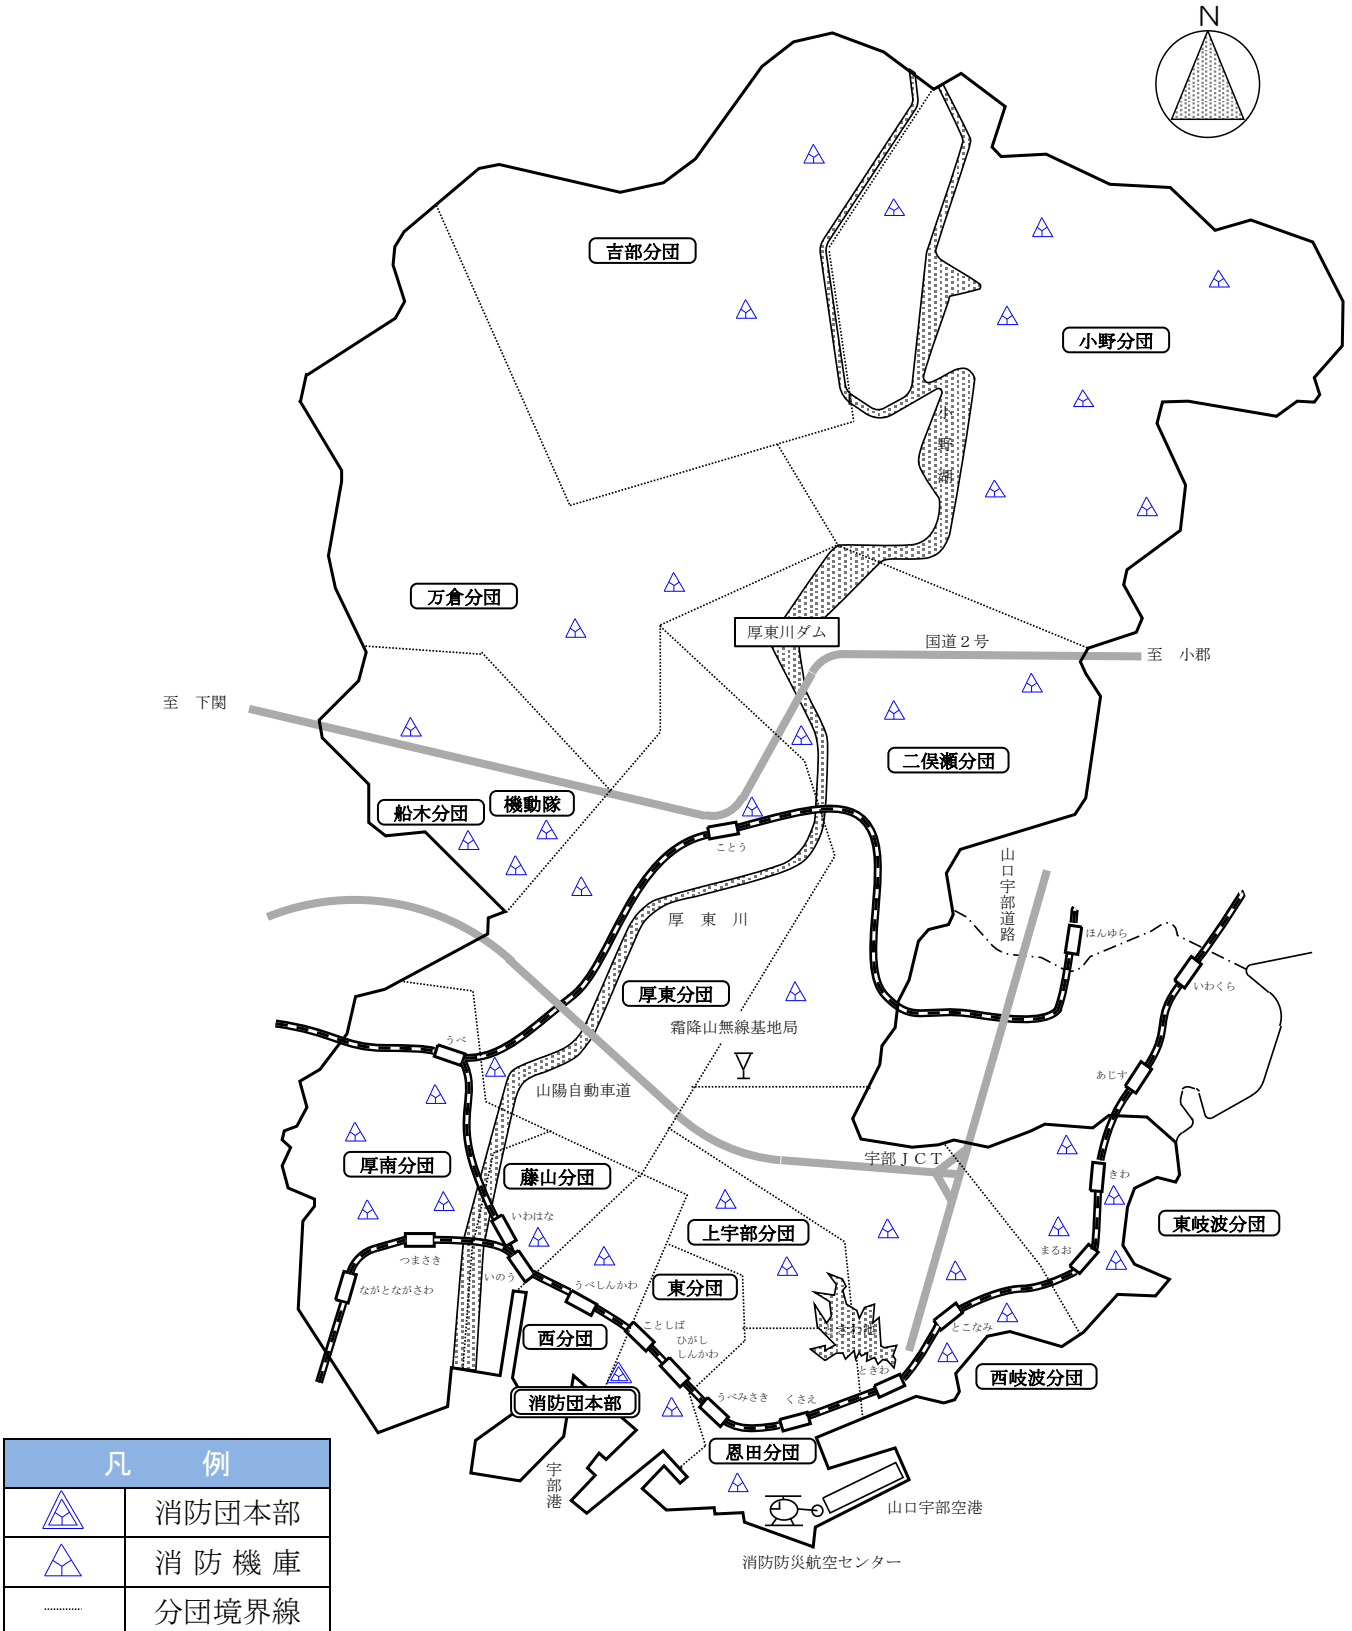 N
吉部分団
小野分団
小野湖
万倉分団
厚東川ダム
国道２号
至　小郡
至　下関
二俣瀬分団
船木分団
機動隊
ことう
山口宇部道路
厚　東　川
ほんゆら
いわくら
厚東分団
霜降山無線基地局
うべ
山陽自動車道
あじす
厚南分団
藤山分団
宇部ＪＣＴ
きわ
いわはな
上宇部分団
東岐波分団
まるお
つまさき
いのう
ながとながさわ
うべしんかわ
東分団
ことしば
西分団
ひがし
しんかわ
とこなみ
ときわ
西岐波分団
消防団本部
うべみさき
くさえ
恩田分団
宇部港
山口宇部空港
消防防災航空センター
凡　例
消防団本部
消防機庫
分団境界線